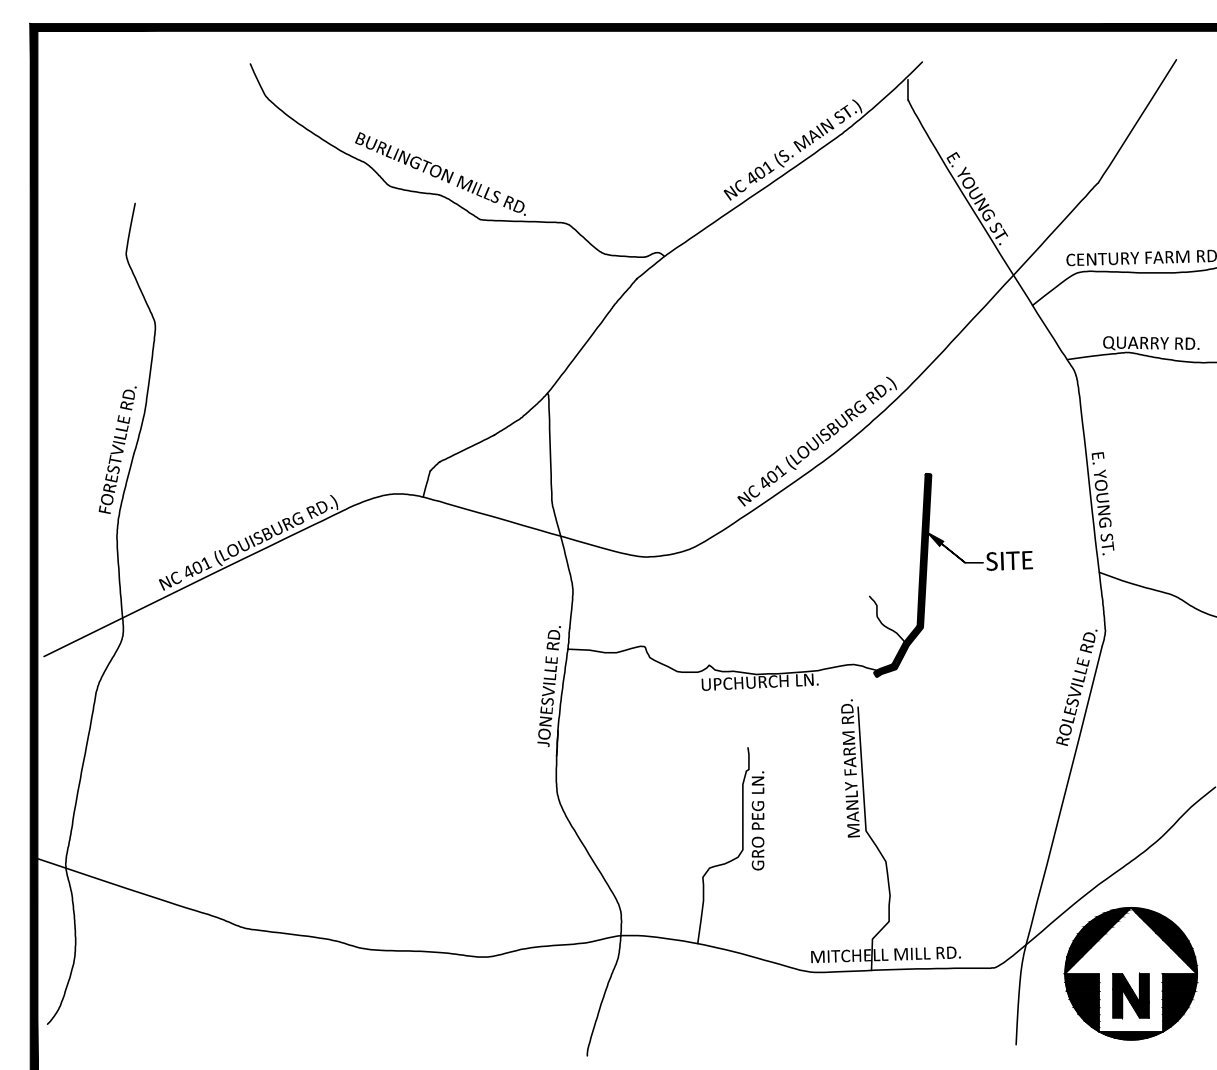 BURLINGTON MILLS RD.
NC 401 (S. MAIN ST.)
E. YOUNG ST.
CENTURY FARM RD
QUARRY RD.
FORESTVILLE RD.
NC 401 (LOUISBURG RD.)
NC 401 (LOUISBURG RD.)
E. YOUNG ST.
SITE
JONESVILLE RD.
UPCHURCH LN.
ROLESVILLE RD.
MANLY FARM RD.
GRO PEG LN.
MITCHELL MILL RD.
N